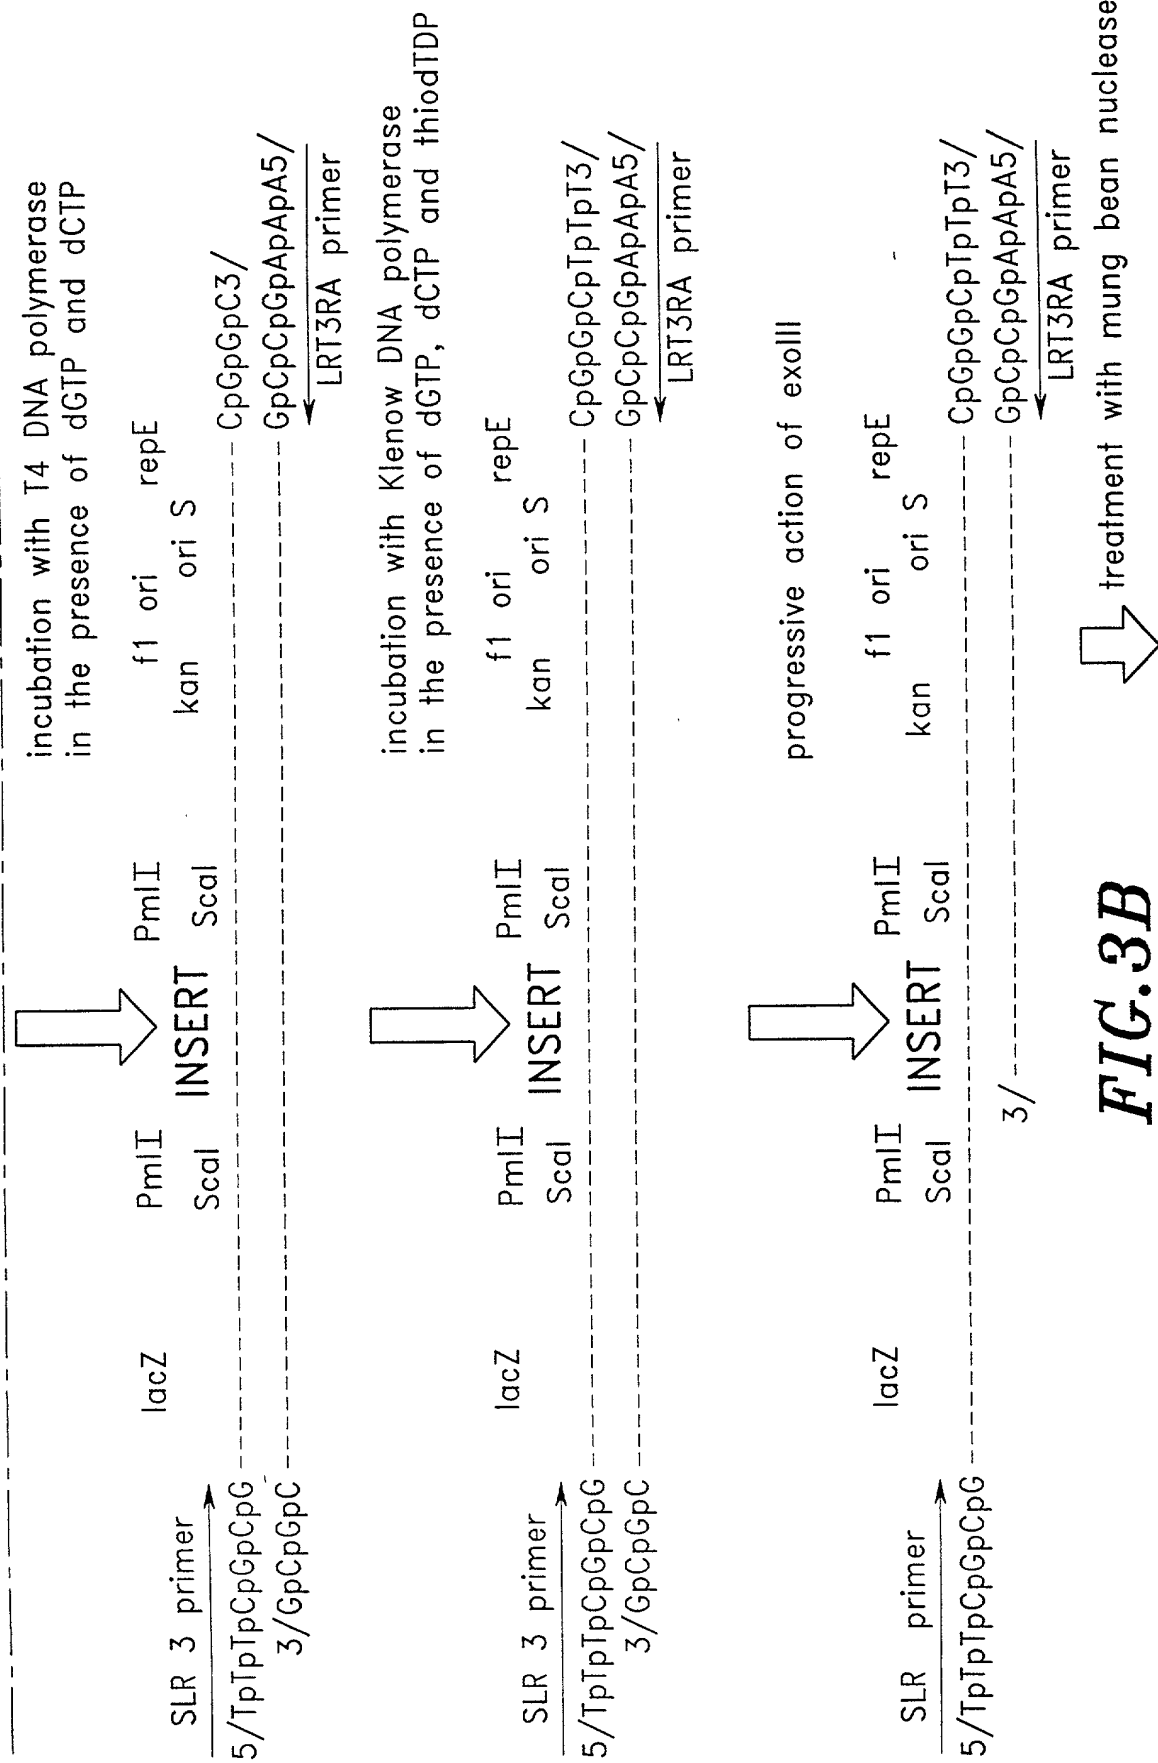 incubation with T4 DNA polymerase
in the presence of dGTP and dCTP
lacZ PmlI PmlI f1 ori repE
ScaI INSERT ScaI kan ori S
SLR 3 primer
5/TpTpTpCpGpCpG CpGpGpC3/
3/GpCpGpC GpCpCpGpApApA5/
LRT3RA primer
incubation with Klenow DNA polymerase
in the presence of dGTP, dCTP and thiodTDP
lacZ PmlI PmlI f1 ori repE
ScaI INSERT ScaI kan ori S
SLR 3 primer
5/TpTpTpCpGpCpG CpGpGpCpTpTpT3/
3/GpCpGpC GpCpCpGpApApA5/
LRT3RA primer
progressive action of exoIII
lacZ PmlI PmlI f1 ori repE
ScaI INSERT ScaI kan ori S
SLR primer
5/TpTpTpCpGpCpG CpGpGpCpTpTpT3/
3/ GpCpCpGpApApA5/
LRT3RA primer
treatment with mung bean nuclease
FIG.3B